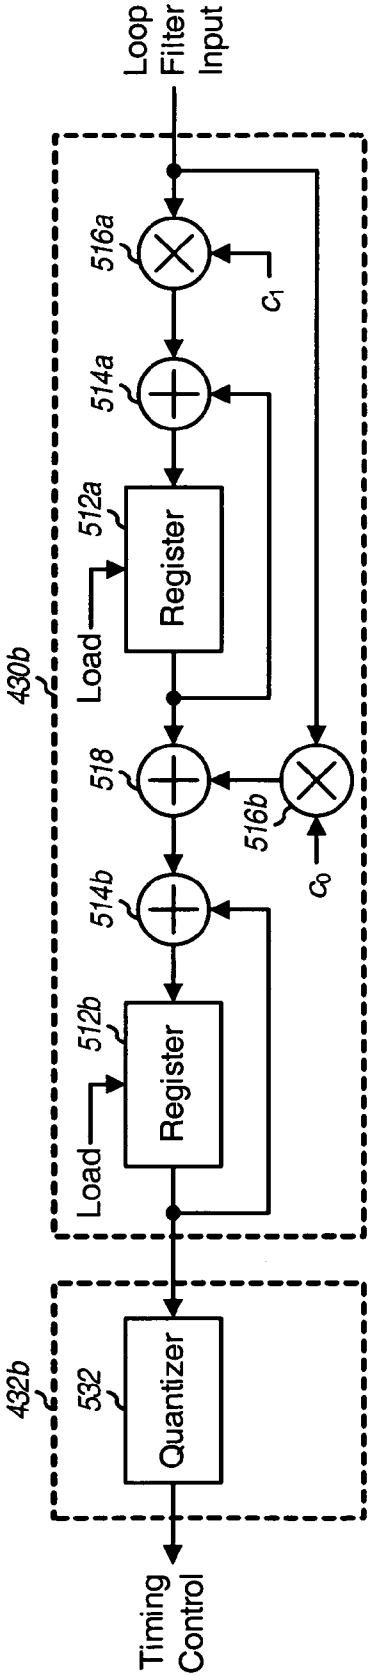 430b
432b
Loop
Filter
Input
516a
c1
514a
512a
Load
Register
518
516b
c0
514b
512b
Load
Register
532
Quantizer
Timing
Control